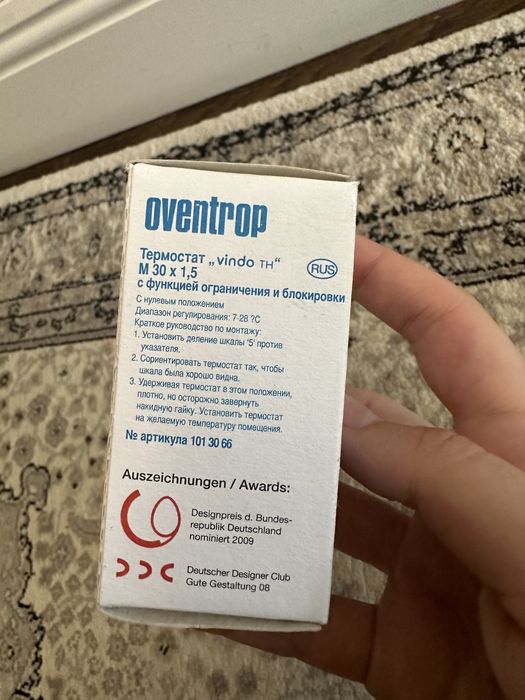 oventrop
Термостат „vindo TH"
RUS
M 30 x 1,5
с функцией ограничения и блокировки
С нулевым положением
Диапазон регулирования: 7-28 ?C
Краткое руководство по монтажу:
1. Установить деление шкалы '5' против
указателя.
2. Сориентировать термостат так, чтобы
шкала была хорошо видна.
3. Удерживая термостат в этом положении,
плотно, но осторожно завернуть
накидную гайку. Установить термостат
на желаемую температуру помещения.
№ артикула 101 30 66
Auszeichnungen / Awards:
Designpreis d. Bundes-
republik Deutschland
nominiert 2009
DDC
Deutscher Designer Club
Gute Gestaltung 08